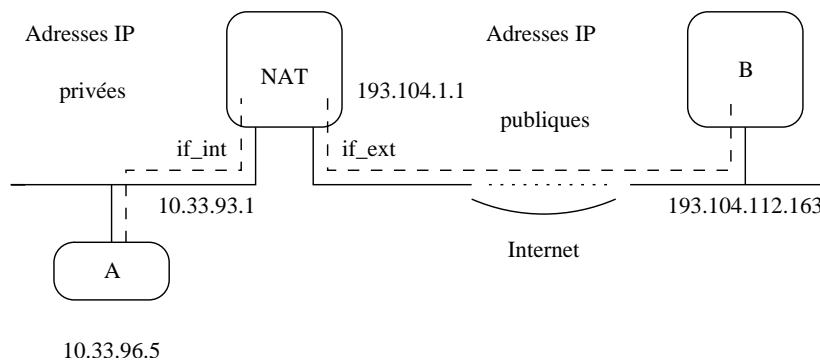 Adresses IP
privées
NAT
193.104.1.1
Adresses IP
publiques
B
if_int
if_ext
10.33.93.1
193.104.112.163
Internet
A
10.33.96.5